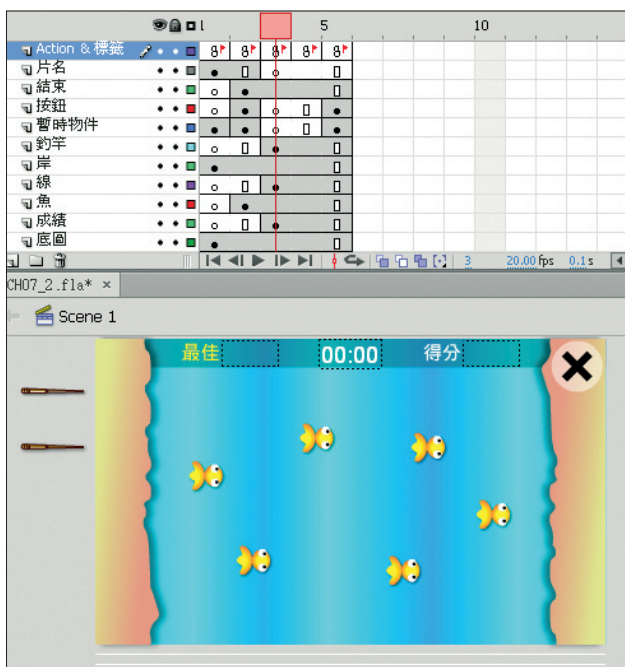 1 5 10
Action & 標籤
片名
結束
按鈕
暫時物件
釣竿
岸
線
魚
成績
底圖
3 20.00 fps 0.1 s
CH07_2.fla* ×
Scene 1
最佳 00:00 得分